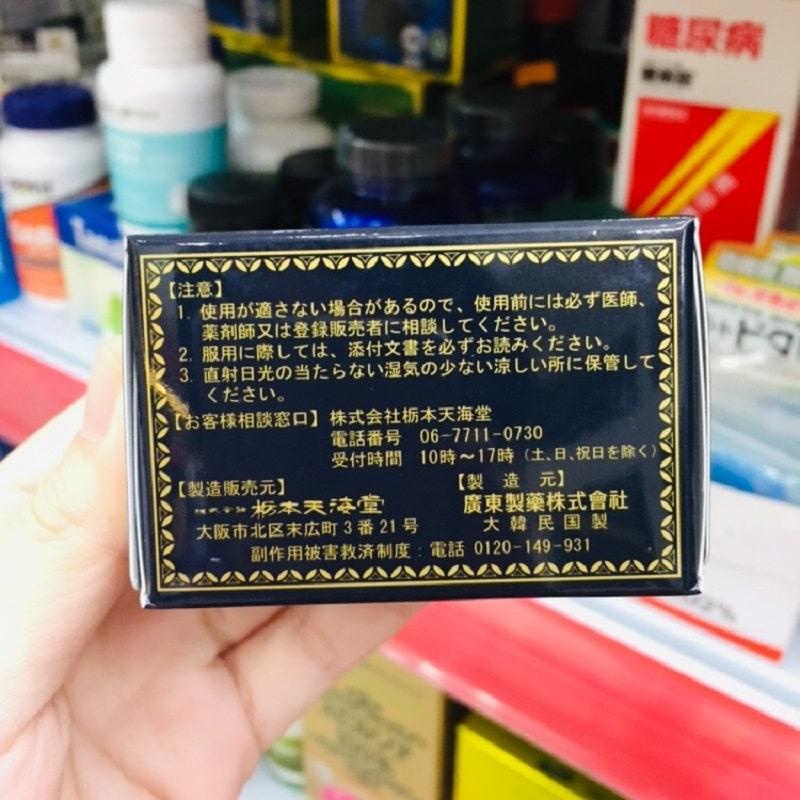 糖尿病
【注意】
1. 使用が適さない場合があるので、使用前には必ず医師、
薬剤師又は登録販売者に相談してください。
2. 服用に際しては、添付文書を必ずお読みください。
3. 直射日光の当たらない湿気の少ない涼しい所に保管して
ください。
【お客様相談窓口】 株式会社栃本天海堂
電話番号 06-7711-0730
受付時間 10時～17時（土、日、祝日を除く）
【製造販売元】
株式会社 栃本天海堂
大阪市北区末広町3番21号
【製造元】
廣東製藥株式會社
大韓民国製
副作用被害救済制度：電話 0120-149-931